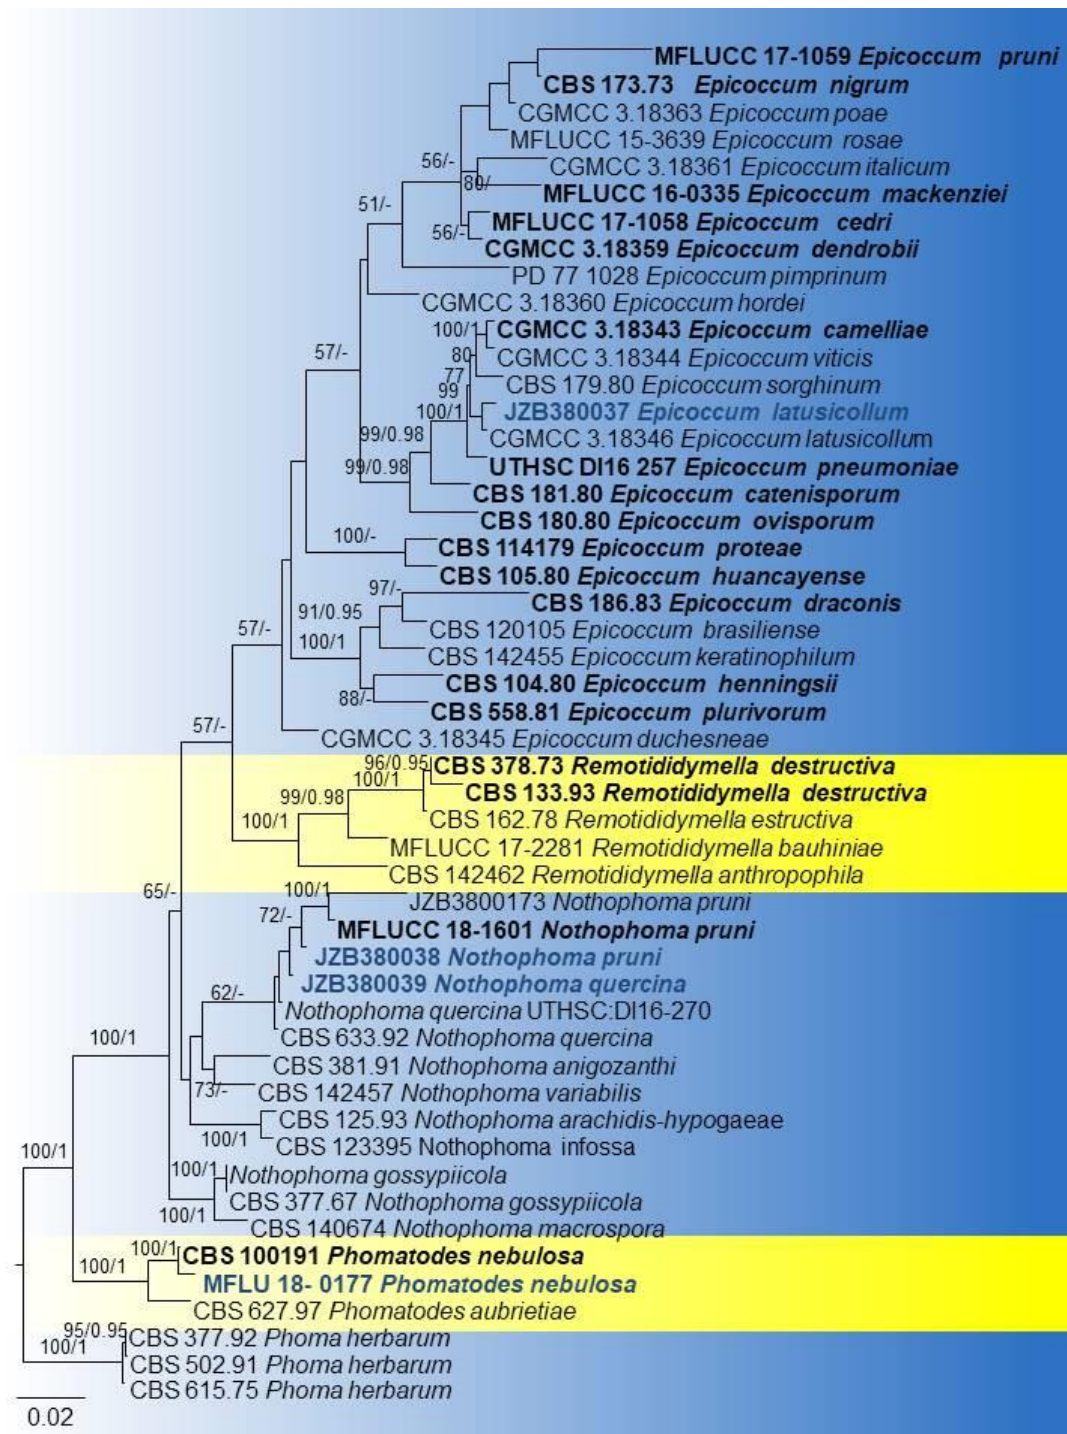 MFLUCC 17-1059 Epicoccum pruni
CBS 173.73 Epicoccum nigrum
CGMCC 3.18363 Epicoccum poae
MFLUCC 15-3639 Epicoccum rosae
56/-
CGMCC 3.18361 Epicoccum italicum
80/
MFLUCC 16-0335 Epicoccum mackenziei
51/-
MFLUCC 17-1058 Epicoccum cedri
56/-
CGMCC 3.18359 Epicoccum dendrobii
PD 77 1028 Epicoccum pimprinum
CGMCC 3.18360 Epicoccum hordei
100/1
CGMCC 3.18343 Epicoccum camelliae
57/-
80
CGMCC 3.18344 Epicoccum viticis
77
CBS 179.80 Epicoccum sorghinum
99
100/1
JZB380037 Epicoccum latusicollum
99/0.98
CGMCC 3.18346 Epicoccum latusicollum
99/0.98
UTHSC DI16 257 Epicoccum pneumoniae
CBS 181.80 Epicoccum catenisporum
CBS 180.80 Epicoccum ovisporum
100/-
CBS 114179 Epicoccum proteae
CBS 105.80 Epicoccum huancayense
97/-
CBS 186.83 Epicoccum draconis
91/0.95
57/-
CBS 120105 Epicoccum brasiliense
100/1
CBS 142455 Epicoccum keratinophilum
CBS 104.80 Epicoccum henningsii
88/-
CBS 558.81 Epicoccum plurivorum
57/-
CGMCC 3.18345 Epicoccum duchesneae
96/0.95
CBS 378.73 Remotididymella destructiva
100/1
CBS 133.93 Remotididymella destructiva
99/0.98
CBS 162.78 Remotididymella estructiva
100/1
MFLUCC 17-2281 Remotididymella bauhiniae
CBS 142462 Remotididymella anthropophila
65/-
100/1
JZB3800173 Nothophoma pruni
72/-
MFLUCC 18-1601 Nothophoma pruni
JZB380038 Nothophoma pruni
JZB380039 Nothophoma quercina
62/-
Nothophoma quercina UTHSC:DI16-270
100/1
CBS 633.92 Nothophoma quercina
CBS 381.91 Nothophoma anigozanthi
73/-
CBS 142457 Nothophoma variabilis
CBS 125.93 Nothophoma arachidis-hypogaeae
100/1
CBS 123395 Nothophoma infossa
100/1
100/1
Nothophoma gossypiicola
CBS 377.67 Nothophoma gossypiicola
100/1
CBS 140674 Nothophoma macrospora
100/1
CBS 100191 Phomatodes nebulosa
100/1
MFLU 18- 0177 Phomatodes nebulosa
CBS 627.97 Phomatodes aubrietiae
95/0.95
CBS 377.92 Phoma herbarum
100/1
CBS 502.91 Phoma herbarum
CBS 615.75 Phoma herbarum
0.02